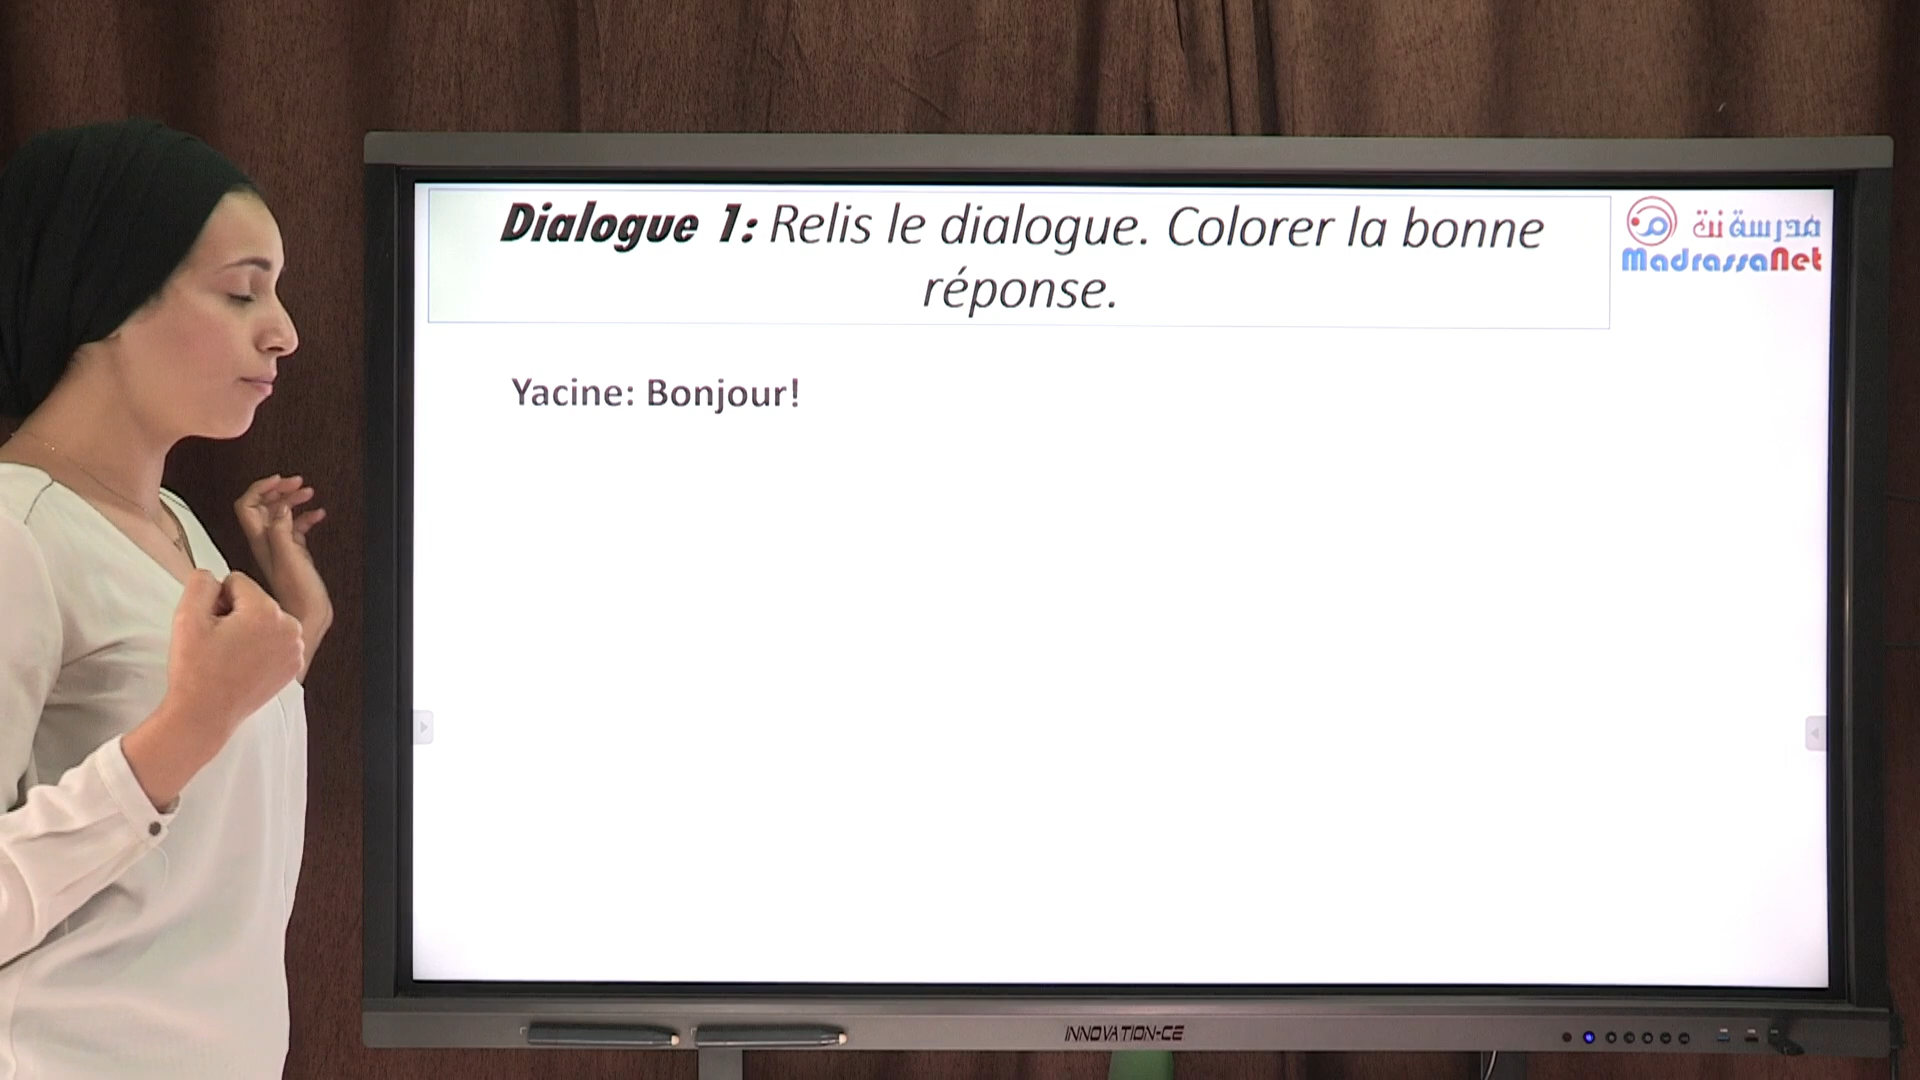 Dialogue 1: Relis le dialogue. Colorer la bonne
réponse.
مدرسة نت
MadrassaNet
Yacine: Bonjour!
INNOVATION-CE